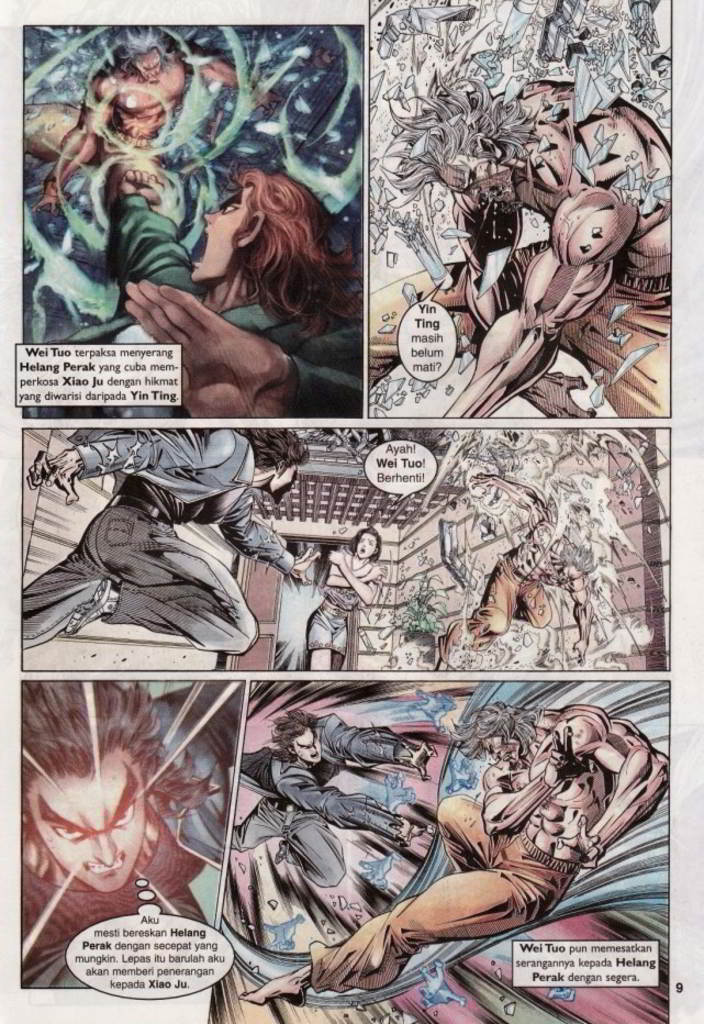 Wei Tuo terpaksa menyerang
Helang Perak yang cuba mem-
perkosa Xiao Ju dengan hikmat
yang diwarisi daripada Yin Ting.
Yin
Ting
masih
belum
mati?
Ayah!
Wei Tuo!
Berhenti!
Aku
mesti bereskan Helang
Perak dengan secepat yang
mungkin. Lepas itu barulah aku
akan memberi penerangan
kepada Xiao Ju.
Wei Tuo pun memesatkan
serangannya kepada Helang
Perak dengan segera.
9